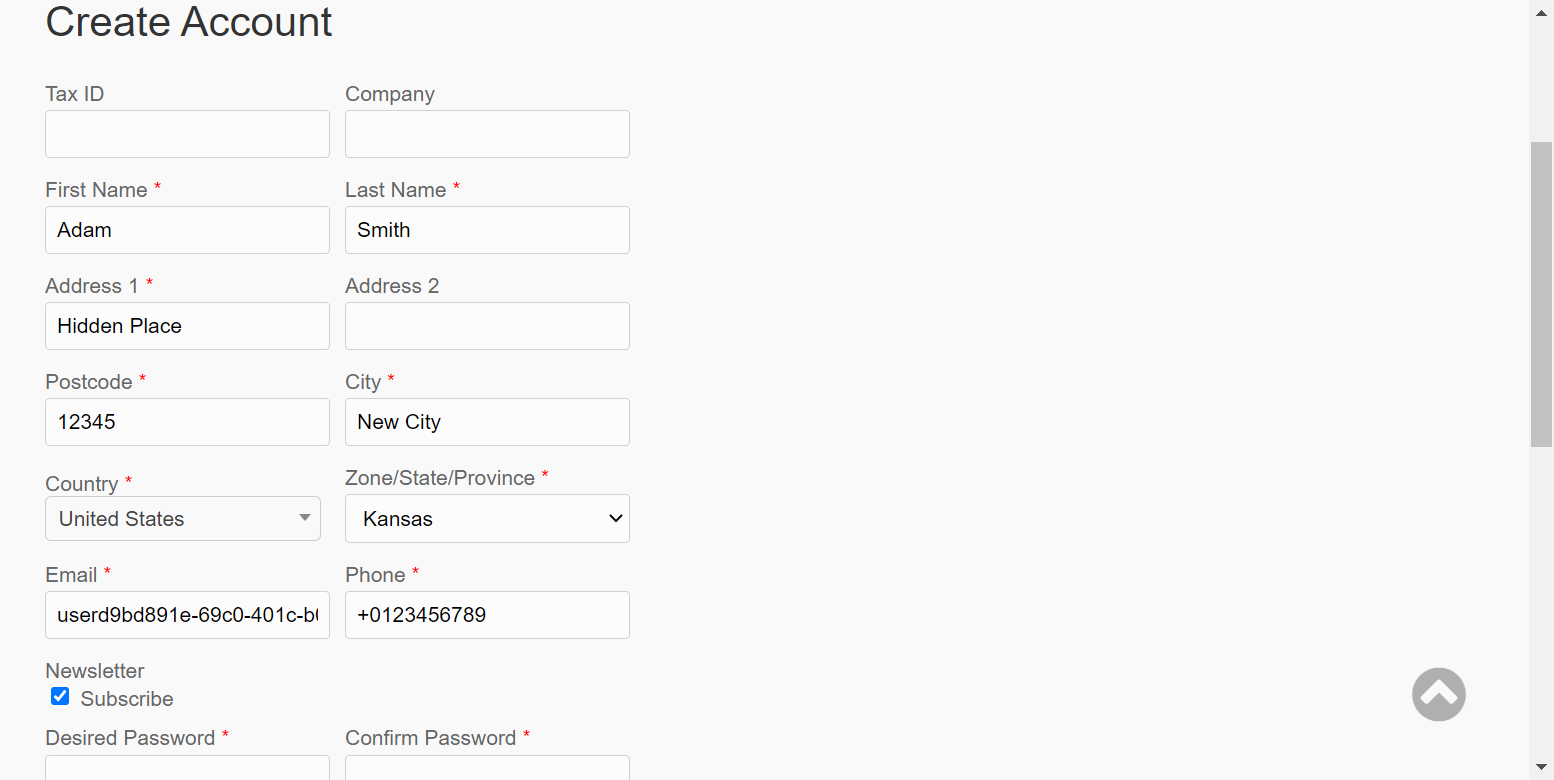 Create Account
Tax ID Company
First Name * Last Name *
Adam Smith
Address 1 * Address 2
Hidden Place
Postcode * City *
12345 New City
Country * Zone/State/Province *
United States Kansas
Email * Phone *
userd9bd891e-69c0-401c-b +0123456789
Newsletter
Subscribe
Desired Password * Confirm Password *